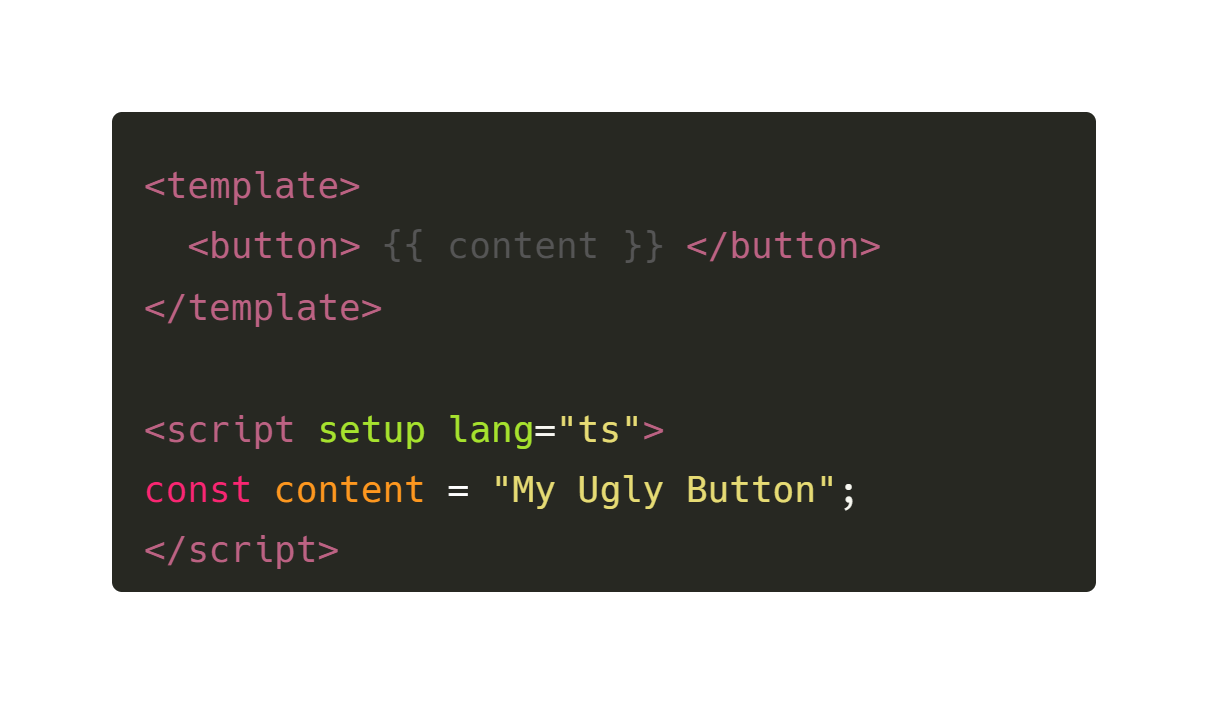 <template>
  <button> {{ content }} </button>
</template>

<script setup lang="ts">
const content = "My Ugly Button";
</script>